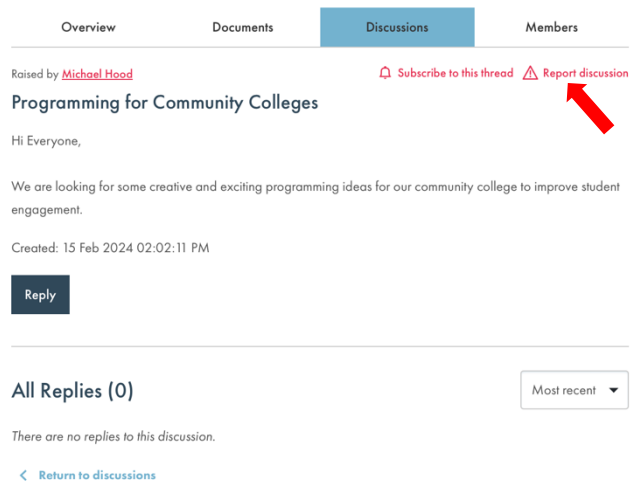 Overview Documents Discussions Members
Raised by Michael Hood Subscribe to this thread Report discussion
Programming for Community Colleges
Hi Everyone,
We are looking for some creative and exciting programming ideas for our community college to improve student
engagement.
Created: 15 Feb 2024 02:02:11 PM
Reply
All Replies (0) Most recent
There are no replies to this discussion.
Return to discussions